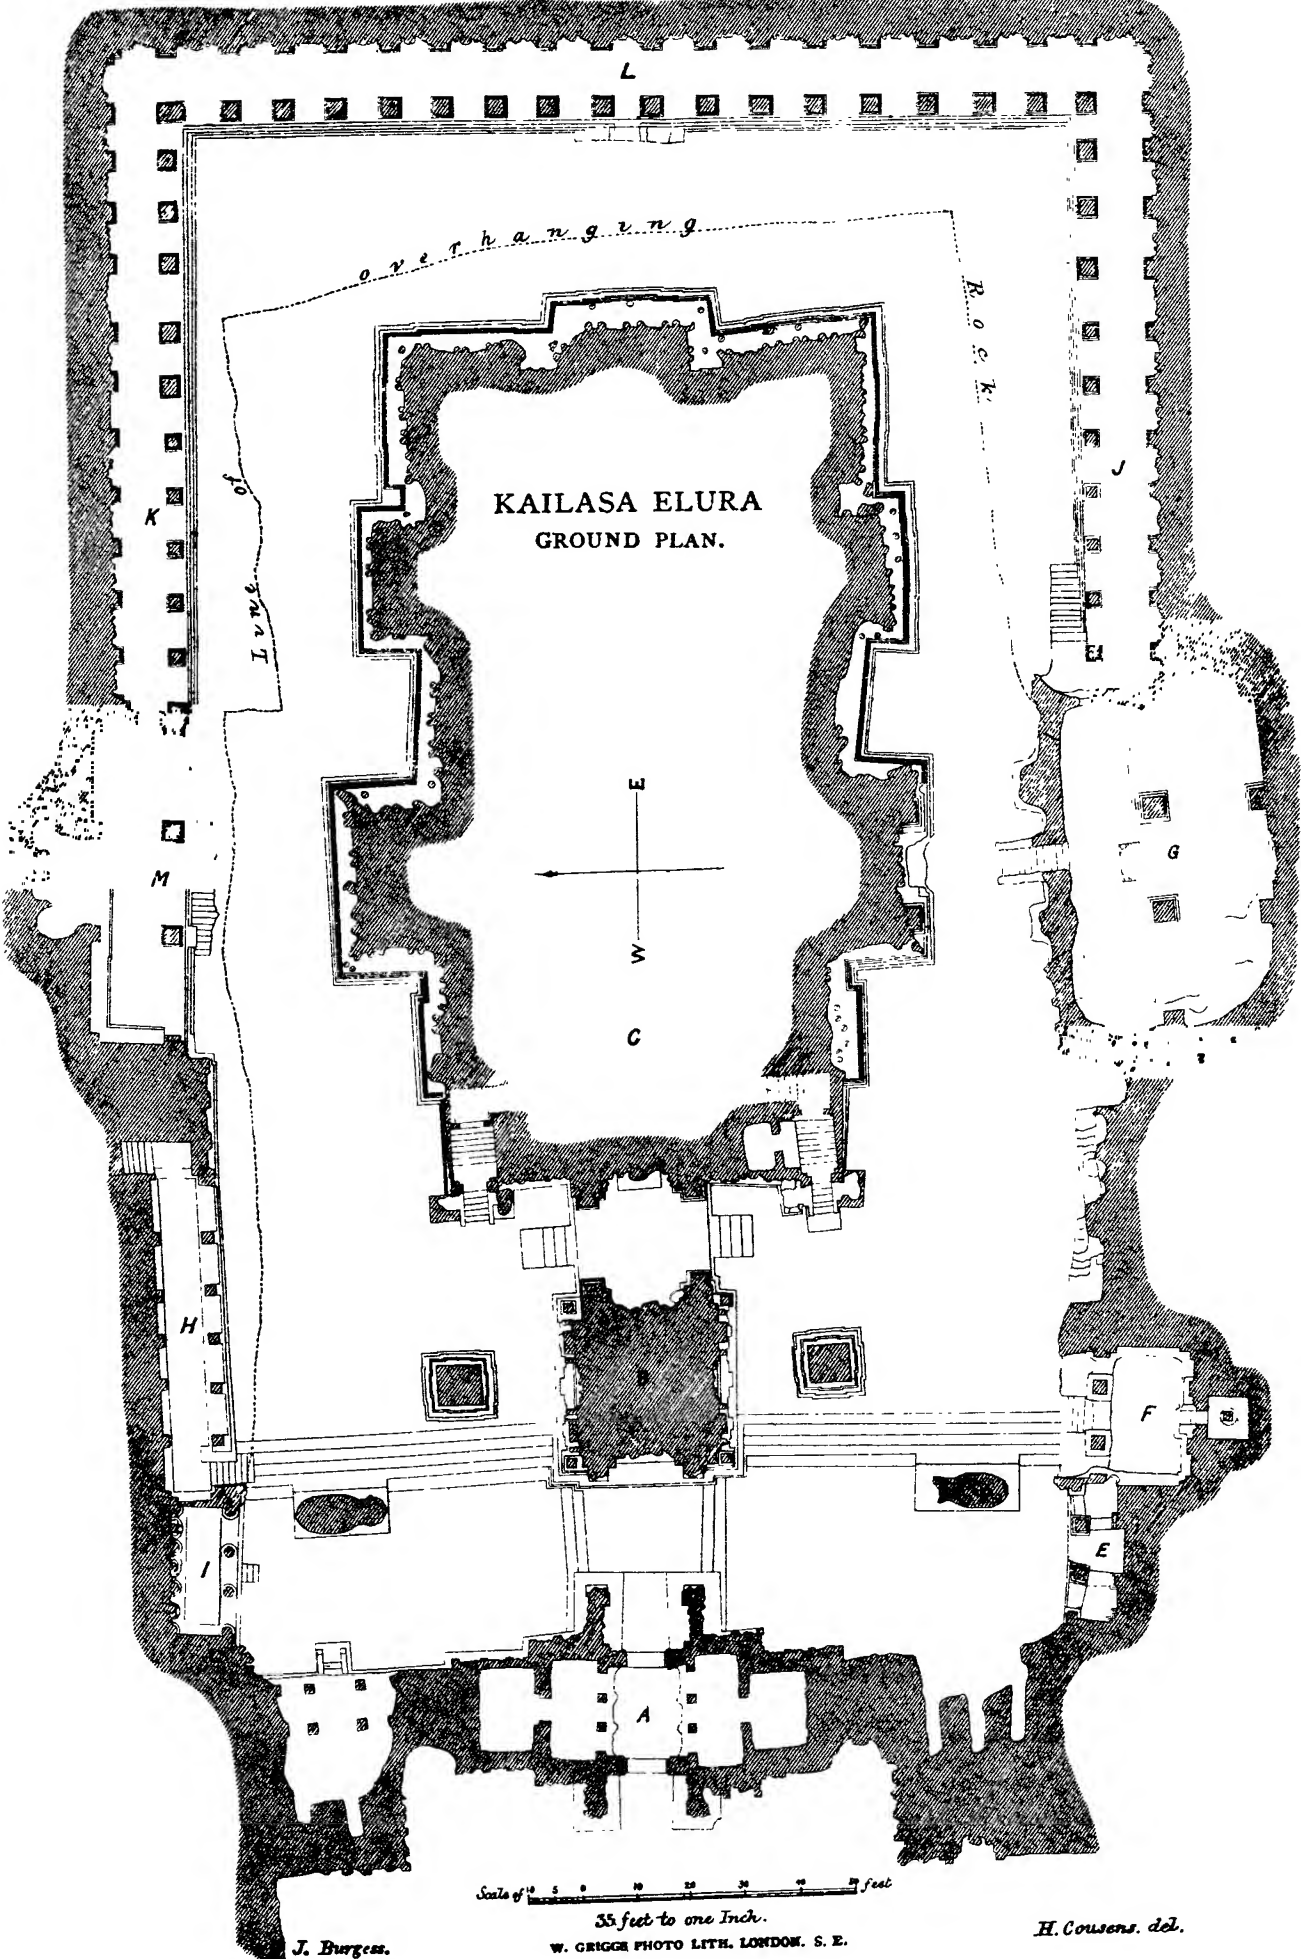 L
overhanging
Rock
Line of
K
J
KAILASA ELURA
GROUND PLAN.
E
W
M
G
C
H
B
F
I
E
A
Scale of 10 5 0 10 20 30 40 50 feet
35 feet to one Inch.
J. Burgess.
W. GRIGGS PHOTO LITH. LONDON. S. E.
H. Cousens. del.